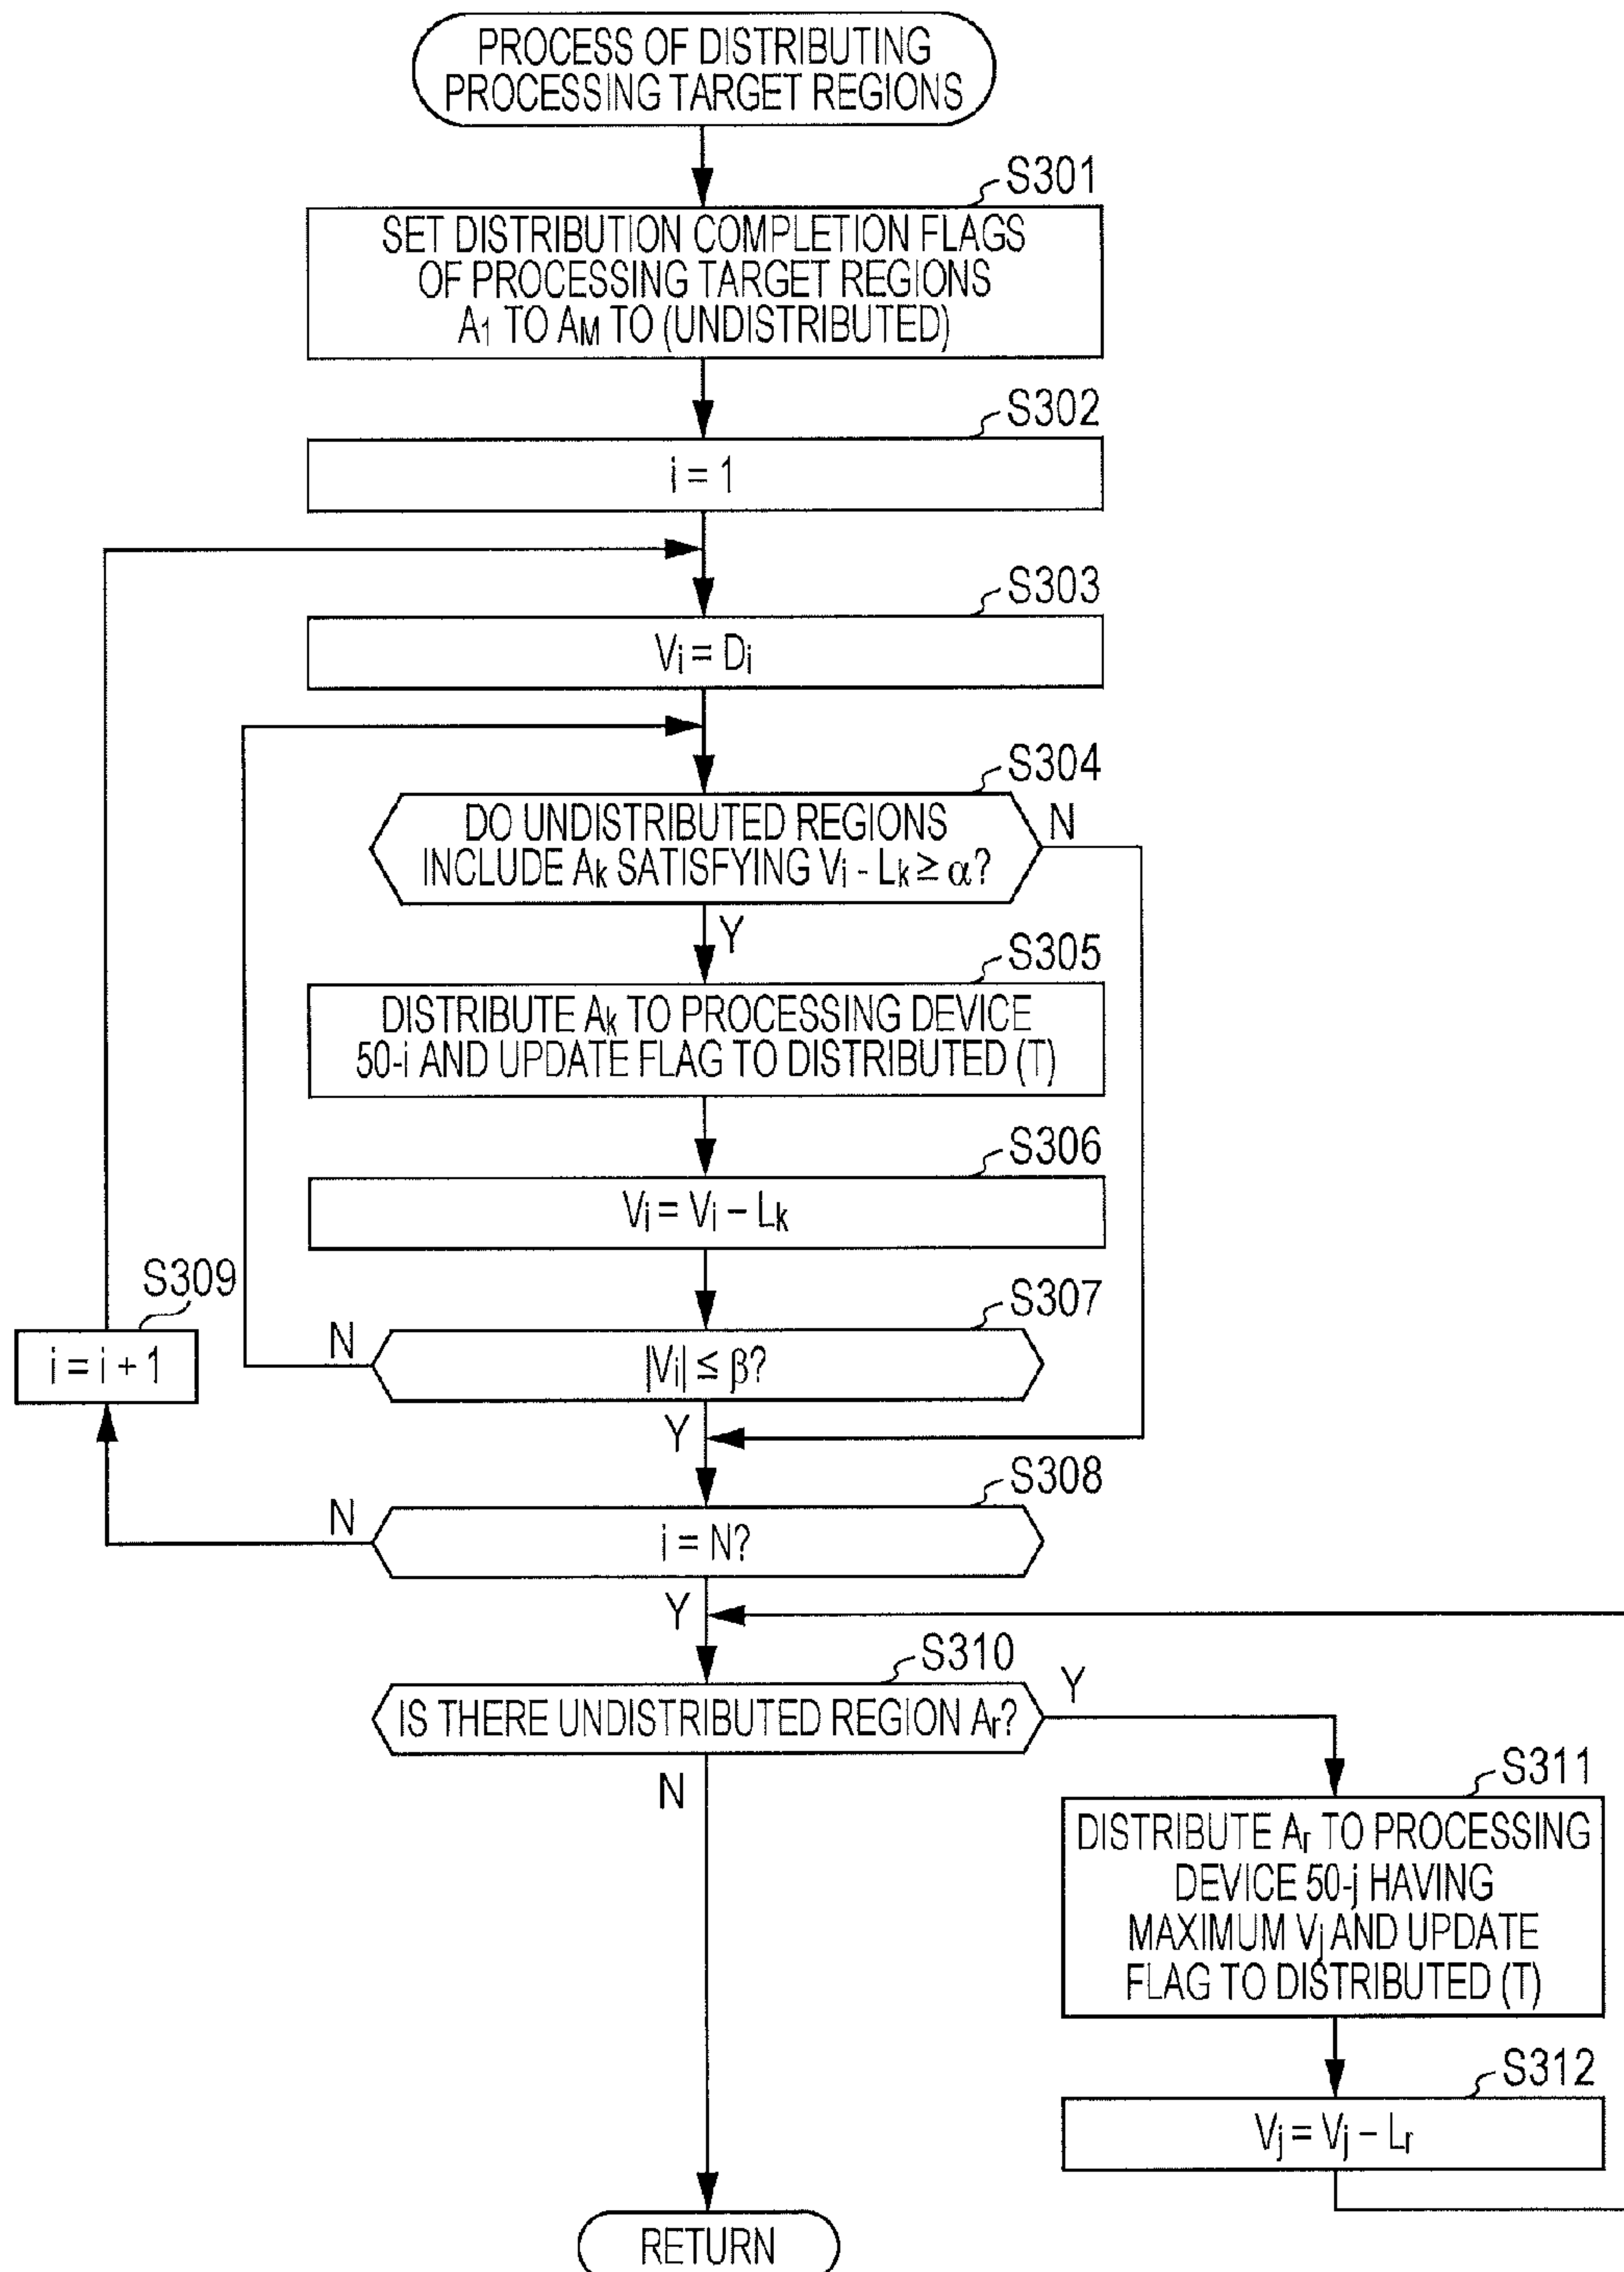 PROCESS OF DISTRIBUTING
PROCESSING TARGET REGIONS
S301
SET DISTRIBUTION COMPLETION FLAGS
OF PROCESSING TARGET REGIONS
A1 TO AM TO (UNDISTRIBUTED)
S302
i = 1
S303
Vi = Di
S304
DO UNDISTRIBUTED REGIONS
INCLUDE Ak SATISFYING Vi - Lk ≥ α?
N
Y
S305
DISTRIBUTE Ak TO PROCESSING DEVICE
50-i AND UPDATE FLAG TO DISTRIBUTED (T)
S306
Vi = Vi – Lk
S309
i = i + 1
S307
N
|Vi| ≤ β?
Y
S308
N
i = N?
Y
S310
IS THERE UNDISTRIBUTED REGION Ar?
Y
N
S311
DISTRIBUTE Ar TO PROCESSING
DEVICE 50-j HAVING
MAXIMUM Vj AND UPDATE
FLAG TO DISTRIBUTED (T)
S312
Vj = Vj – Lr
RETURN